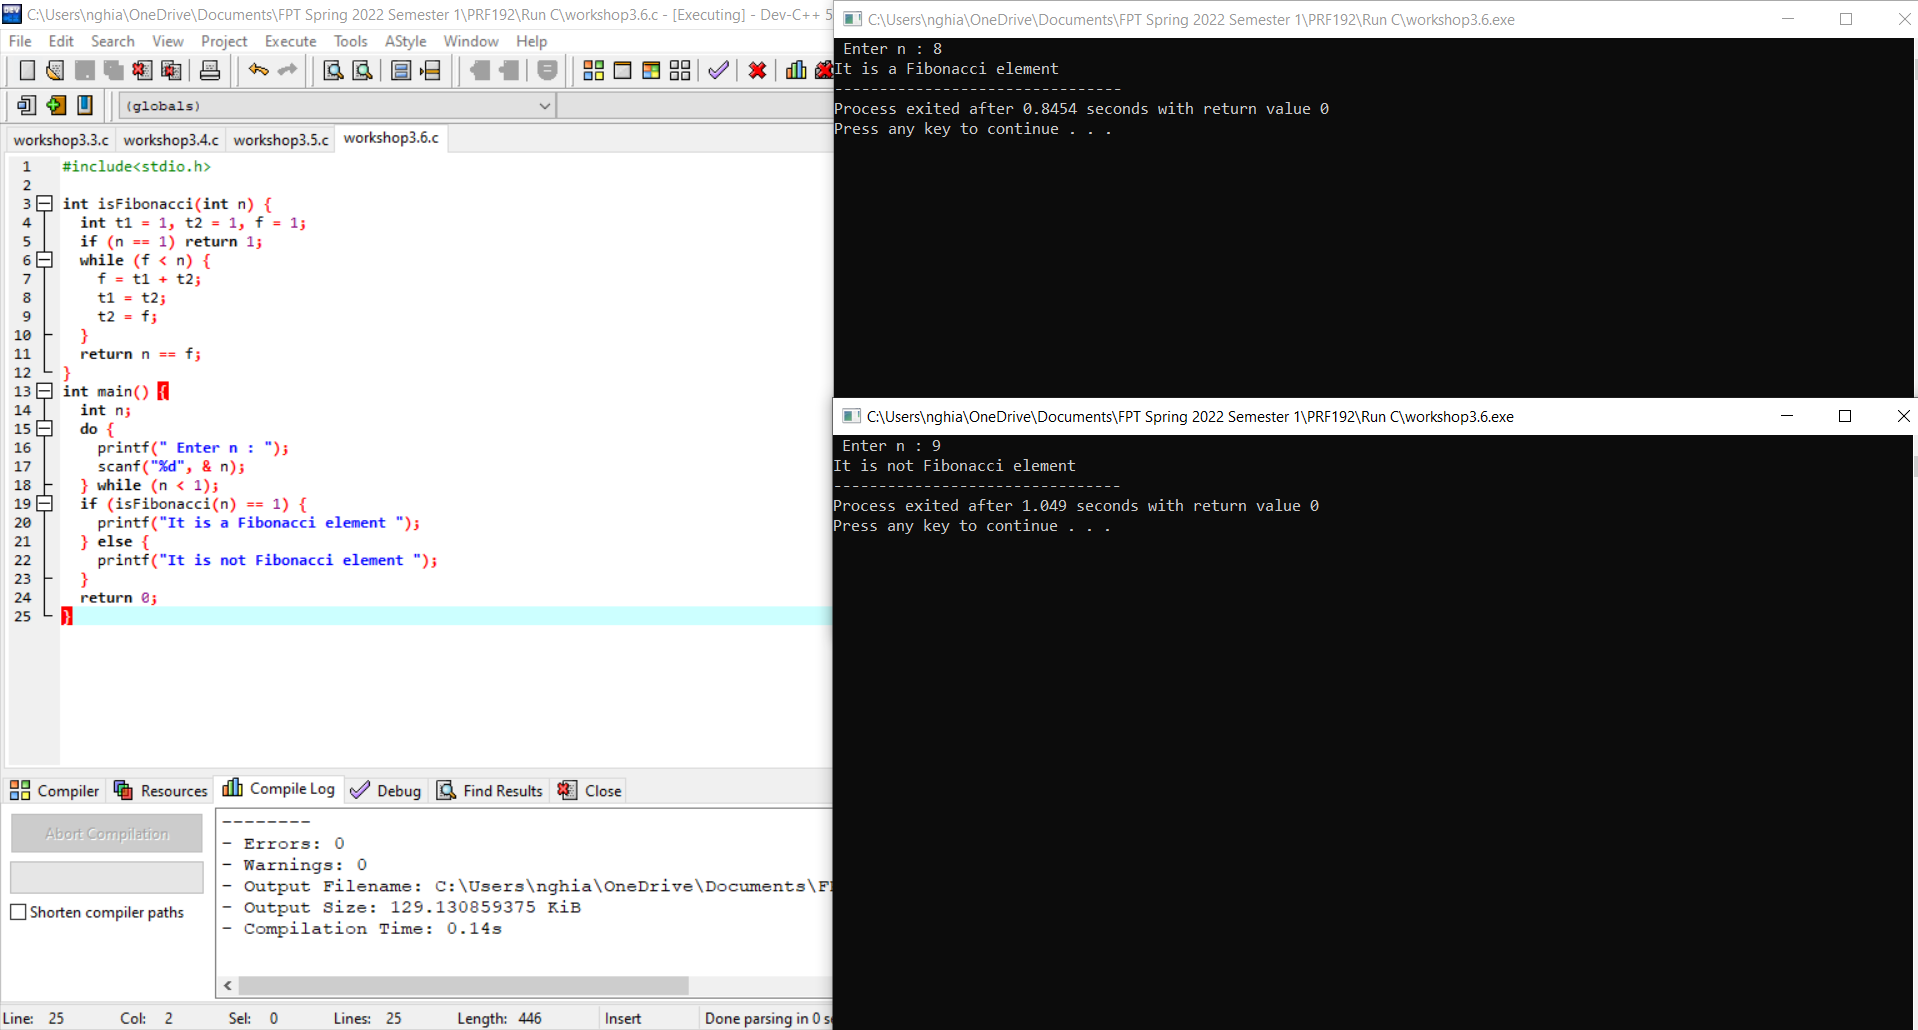 C:\Users\nghia\OneDrive\Documents\FPT Spring 2022 Semester 1\PRF192\Run C\workshop3.6.c - [Executing] - Dev-C++ 5
File Edit Search View Project Execute Tools AStyle Window Help
(globals)
workshop3.3.c workshop3.4.c workshop3.5.c workshop3.6.c
1 #include<stdio.h>
2
3 int isFibonacci(int n) {
4 int t1 = 1, t2 = 1, f = 1;
5 if (n == 1) return 1;
6 while (f < n) {
7 f = t1 + t2;
8 t1 = t2;
9 t2 = f;
10 }
11 return n == f;
12 }
13 int main() {
14 int n;
15 do {
16 printf(" Enter n : ");
17 scanf("%d", & n);
18 } while (n < 1);
19 if (isFibonacci(n) == 1) {
20 printf("It is a Fibonacci element ");
21 } else {
22 printf("It is not Fibonacci element ");
23 }
24 return 0;
25 }
Compiler Resources Compile Log Debug Find Results Close
Abort Compilation
Shorten compiler paths
--------
- Errors: 0
- Warnings: 0
- Output Filename: C:\Users\nghia\OneDrive\Documents\F
- Output Size: 129.130859375 KiB
- Compilation Time: 0.14s
Line: 25 Col: 2 Sel: 0 Lines: 25 Length: 446 Insert Done parsing in 0 s
C:\Users\nghia\OneDrive\Documents\FPT Spring 2022 Semester 1\PRF192\Run C\workshop3.6.exe
Enter n : 8
It is a Fibonacci element
--------------------------------
Process exited after 0.8454 seconds with return value 0
Press any key to continue . . .
C:\Users\nghia\OneDrive\Documents\FPT Spring 2022 Semester 1\PRF192\Run C\workshop3.6.exe
Enter n : 9
It is not Fibonacci element
--------------------------------
Process exited after 1.049 seconds with return value 0
Press any key to continue . . .